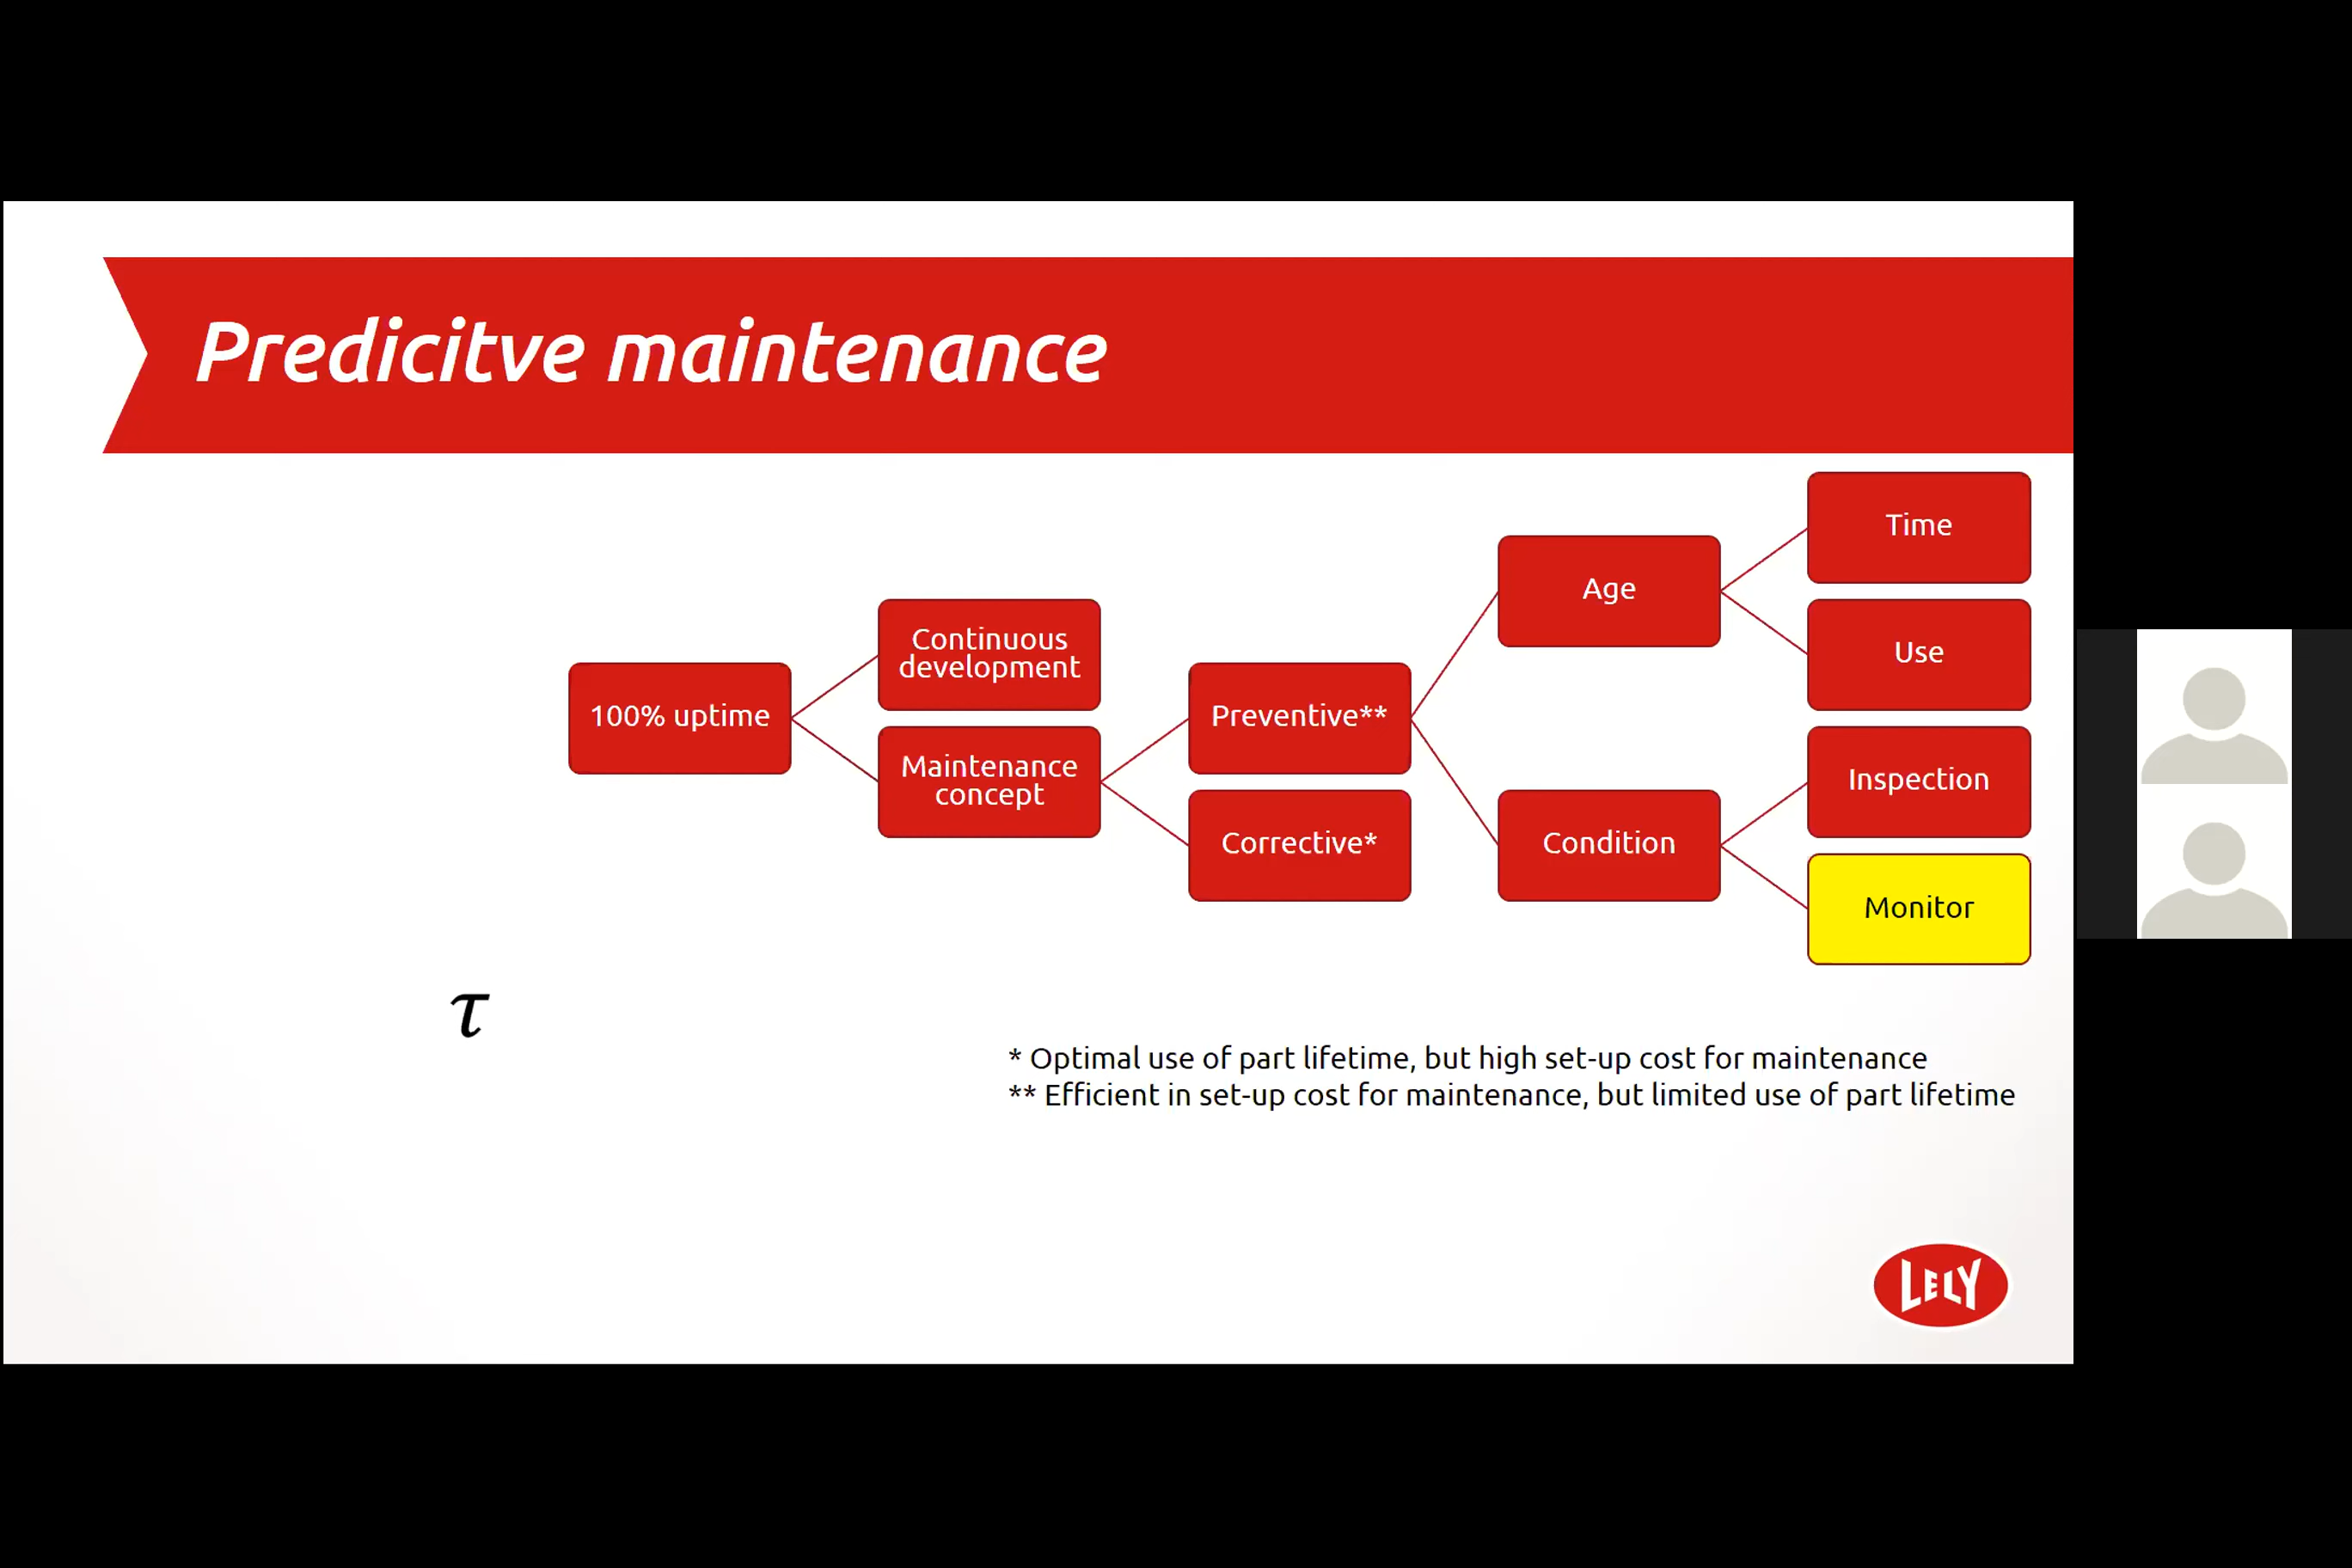 Predicitve maintenance
Time
Age
Use
Continuous
development
100% uptime
Preventive**
Maintenance
concept
Inspection
Corrective*
Condition
Monitor
τ
* Optimal use of part lifetime, but high set-up cost for maintenance
** Efficient in set-up cost for maintenance, but limited use of part lifetime
LELY